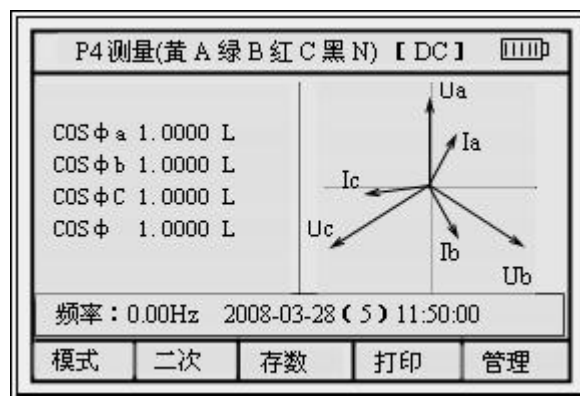 P4测量(黄A绿B红C黑N)【DC】
Ua
COSφa 1.0000 L
Ia
COSφb 1.0000 L
Ic
COSφC 1.0000 L
COSφ 1.0000 L
Uc
Ib
Ub
频率：0.00Hz 2008-03-28(5)11:50:00
模式 二次 存数 打印 管理